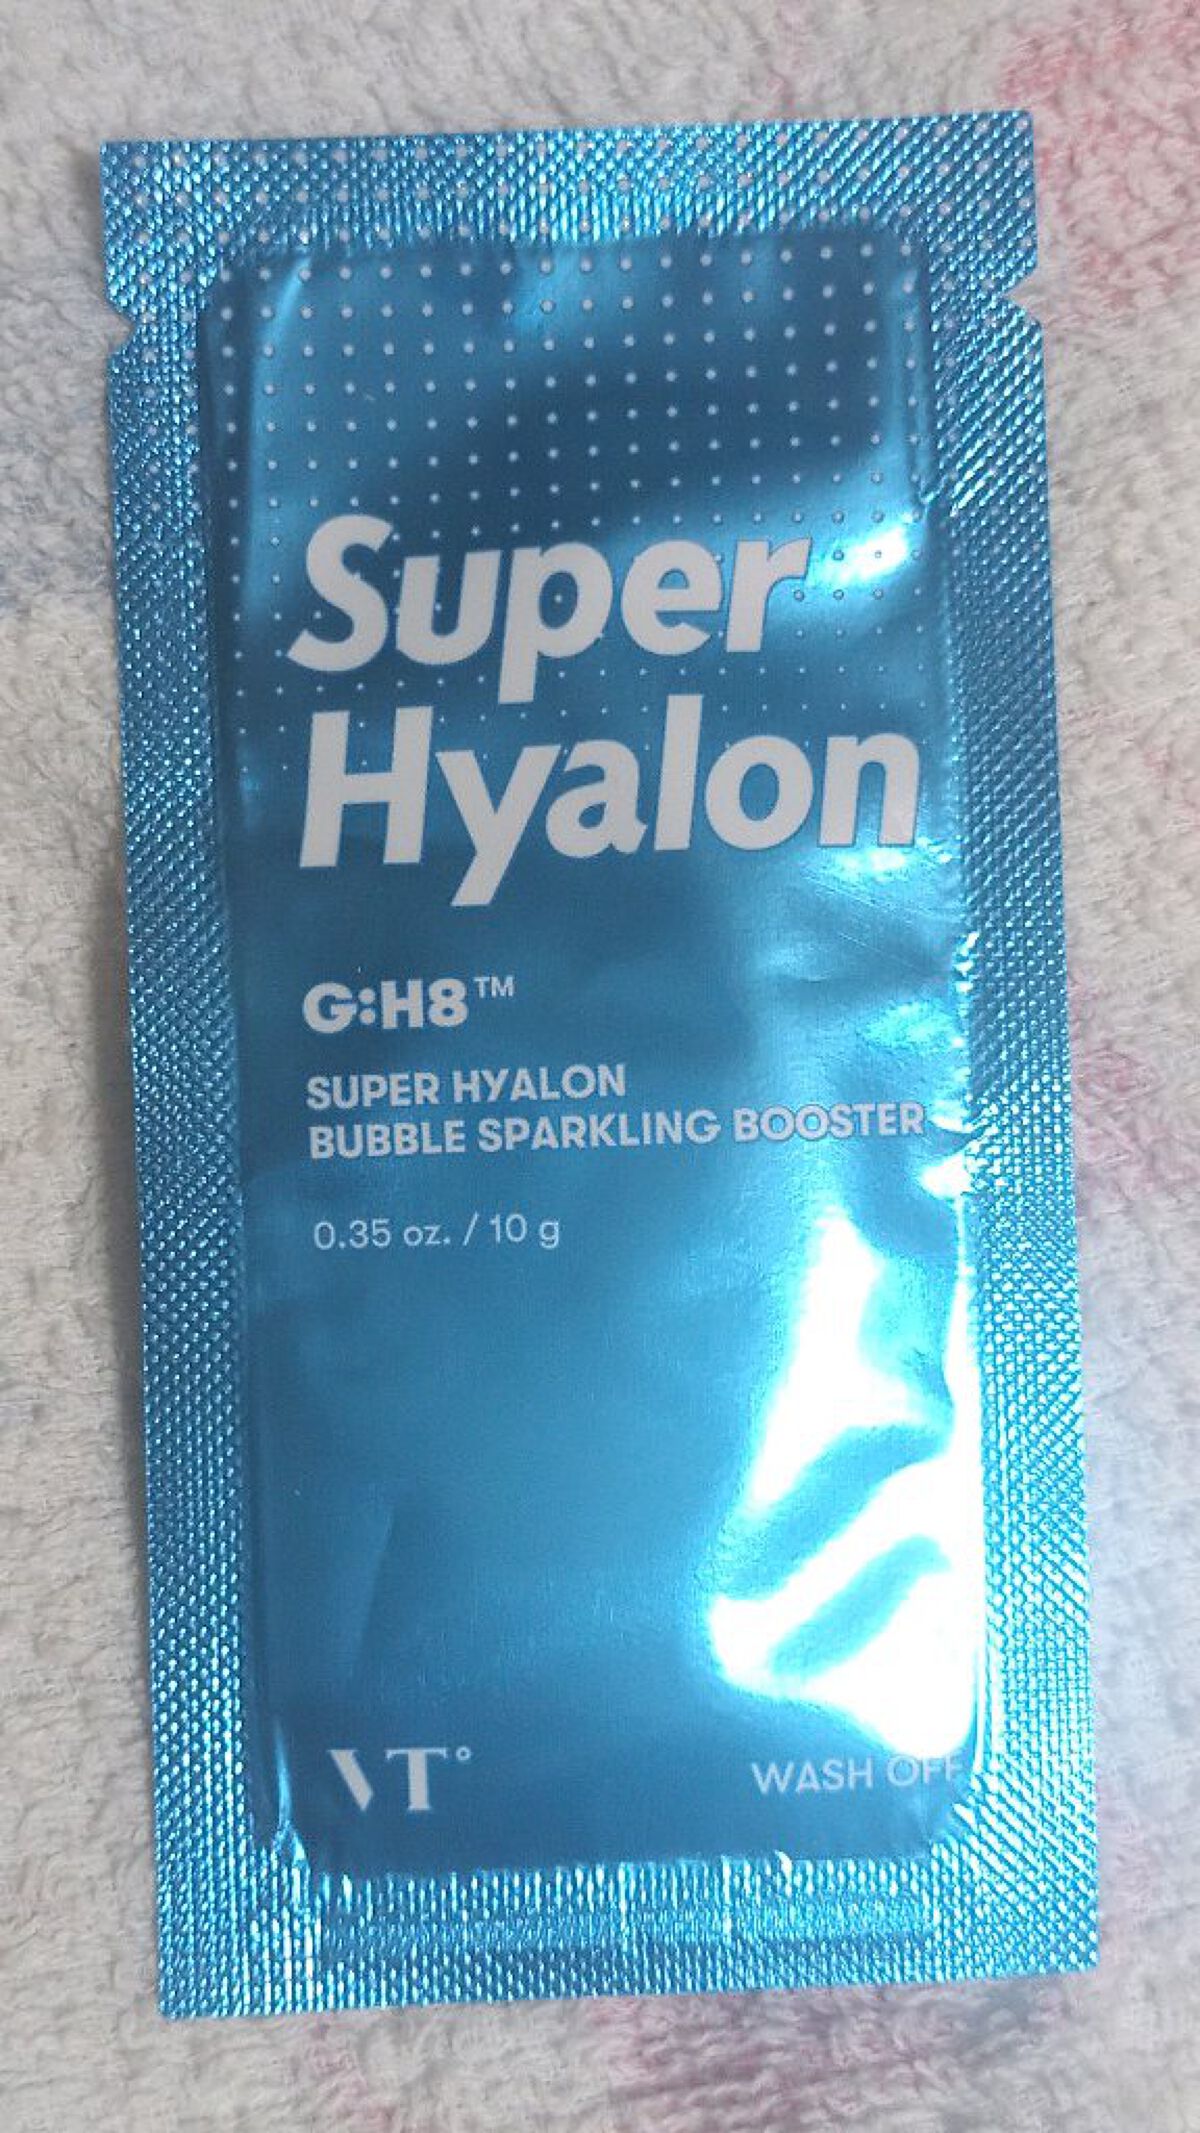 Super
Hyalon
G:H8™
SUPER HYALON
BUBBLE SPARKLING BOOSTER
0.35 oz. / 10 g
VT°
WASH OFF